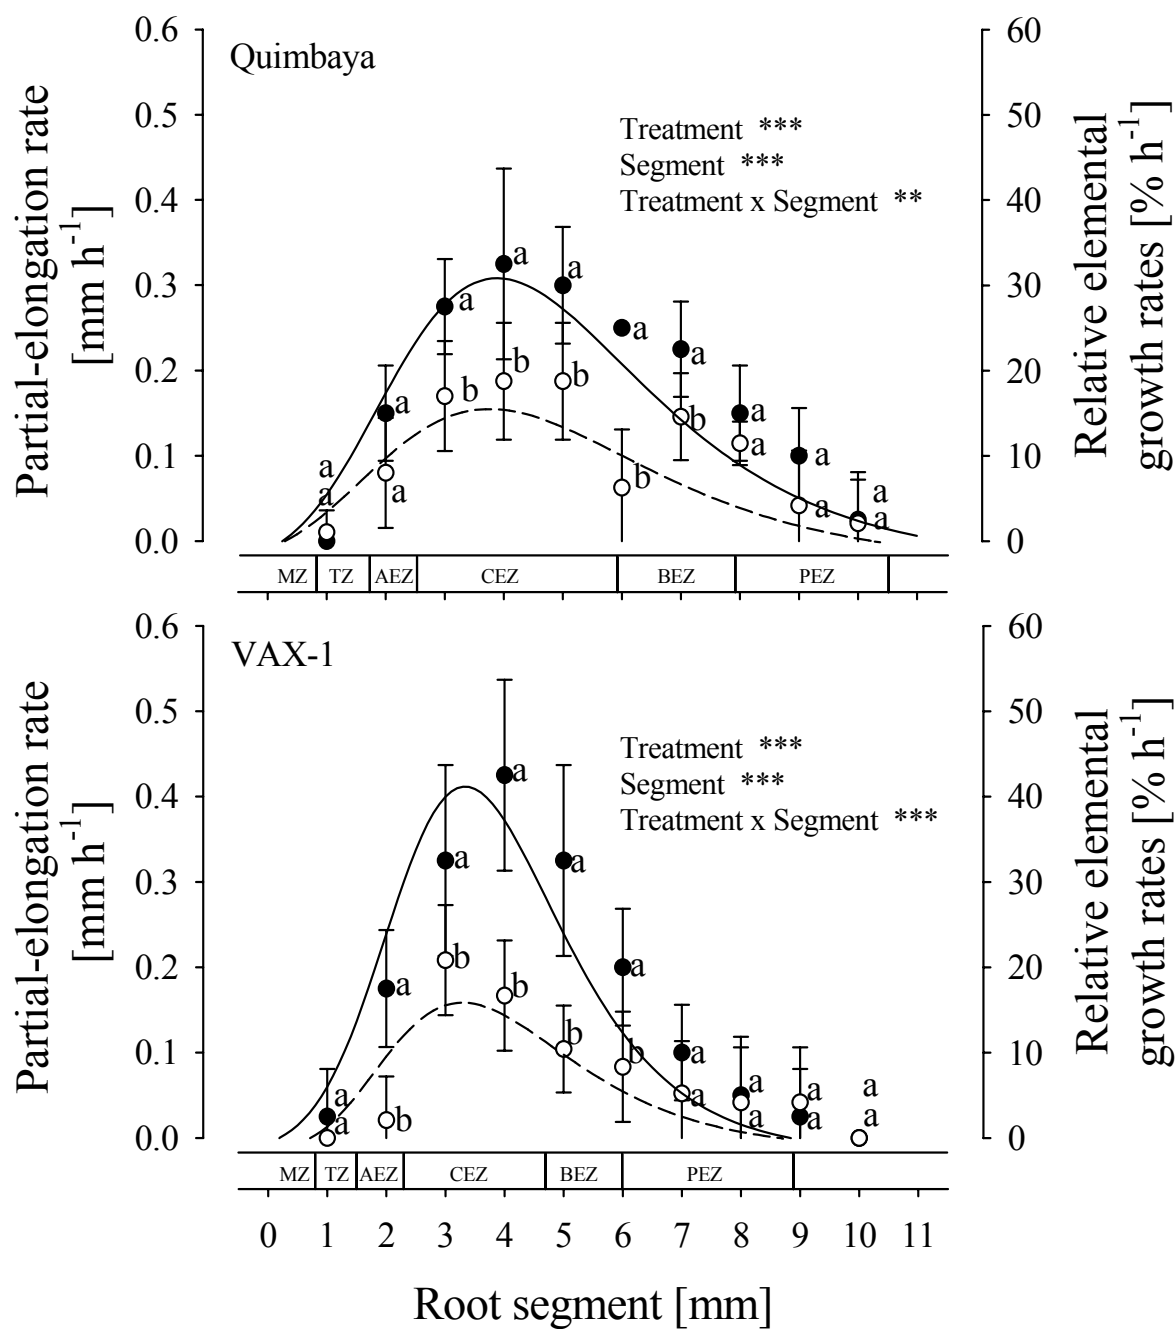 Quimbaya
Partial-elongation rate
[mm h-1]
0.6
0.5
0.4
0.3
0.2
0.1
0.0
Treatment ***
Segment ***
Treatment x Segment **
a
a
a
a
a
b
a
b
a
b
a
b
a
b
a
a
a
a
a
a
60
50
40
30
20
10
0
Relative elemental
growth rates [% h-1]
MZ TZ AEZ CEZ BEZ PEZ
VAX-1
Partial-elongation rate
[mm h-1]
0.6
0.5
0.4
0.3
0.2
0.1
0.0
Treatment ***
Segment ***
Treatment x Segment ***
a
a
a
b
a
b
a
b
a
b
a
b
a
a
a
a
a
a
a
a
60
50
40
30
20
10
0
Relative elemental
growth rates [% h-1]
MZ TZ AEZ CEZ BEZ PEZ
0 1 2 3 4 5 6 7 8 9 10 11
Root segment [mm]